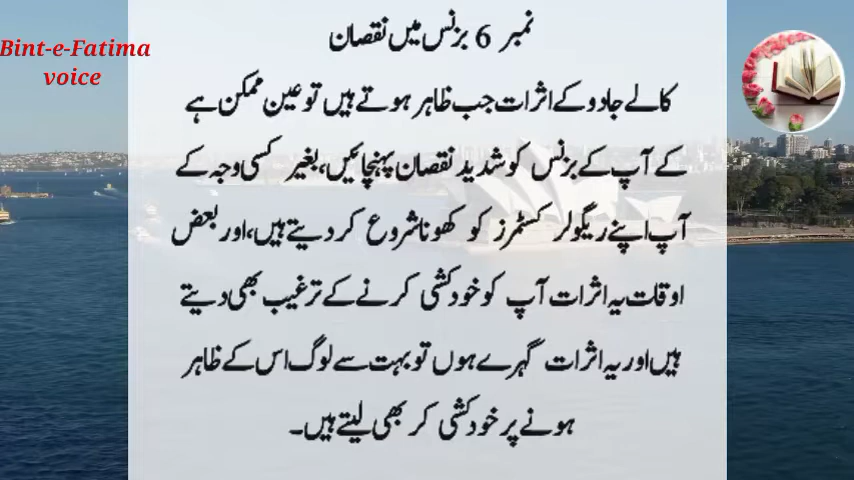 Bint-e-Fatima
voice
نمبر 6 بزنس میں نقصان
کالے جادو کے اثرات جب ظاہر ہوتے ہیں تو عین ممکن ہے
کے آپ کے بزنس کو شدید نقصان پہنچائیں، بغیر کسی وجہ کے
آپ اپنے ریگولر کسٹمرز کو کھونا شروع کر دیتے ہیں، اور بعض
اوقات یہ اثرات آپ کو خودکشی کرنے کے ترغیب بھی دیتے
ہیں اور یہ اثرات گہرے ہوں تو بہت سے لوگ اس کے ظاہر
ہونے پر خودکشی کر بھی لیتے ہیں۔